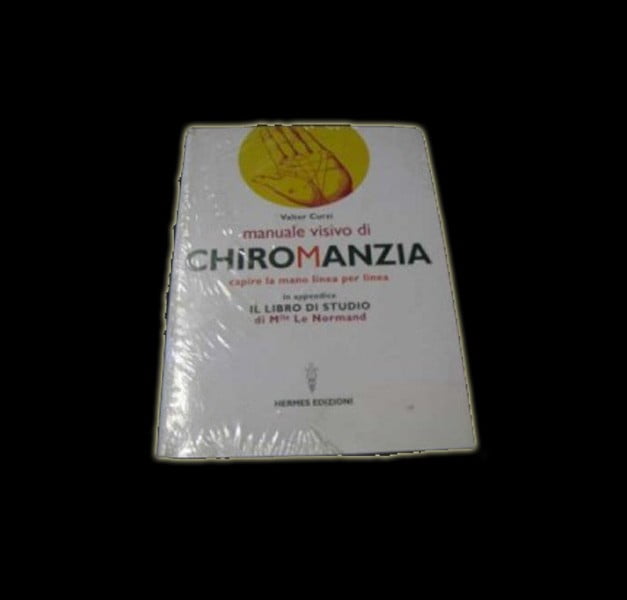 Valter Curzi
manuale visivo di
CHIROMANZIA
capire la mano linea per linea
in appendice
IL LIBRO DI STUDIO
di Mlle Le Normand
HERMES EDIZIONI